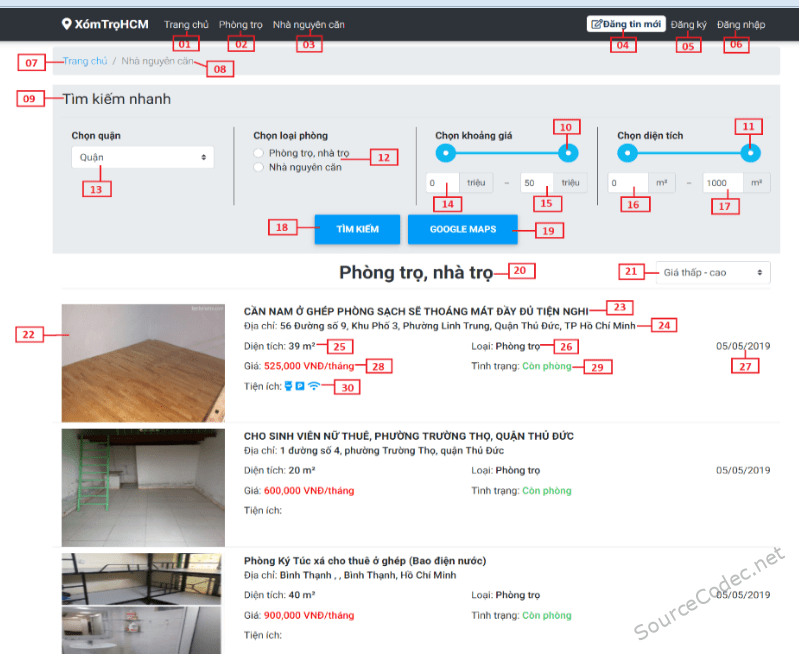 XómTrọHCM Trang chủ Phòng trọ Nhà nguyên căn Đăng tin mới Đăng ký Đăng nhập
01 02 03 04 05 06
07 Trang chủ / Nhà nguyên căn 08
09 Tìm kiếm nhanh
Chọn quận Chọn loại phòng Chọn khoảng giá 10 Chọn diện tích 11
Quận Phòng trọ, nhà trọ 12
Nhà nguyên căn
0 triệu – 50 triệu 0 m² – 1000 m²
13 14 15 16 17
18 TÌM KIẾM GOOGLE MAPS 19
Phòng trọ, nhà trọ 20 21 Giá thấp - cao
22 CẦN NAM Ở GHÉP PHÒNG SẠCH SẼ THOÁNG MÁT ĐẦY ĐỦ TIỆN NGHI 23
Địa chỉ: 56 Đường số 9, Khu Phố 3, Phường Linh Trung, Quận Thủ Đức, TP Hồ Chí Minh 24
Diện tích: 39 m² 25 Loại: Phòng trọ 26 05/05/2019
Giá: 525,000 VNĐ/tháng 28 Tình trạng: Còn phòng 29 27
Tiện ích: P 30
CHO SINH VIÊN NỮ THUÊ, PHƯỜNG TRƯỜNG THỌ, QUẬN THỦ ĐỨC
Địa chỉ: 1 đường số 4, phường Trường Thọ, quận Thủ Đức
Diện tích: 20 m² Loại: Phòng trọ 05/05/2019
Giá: 600,000 VNĐ/tháng Tình trạng: Còn phòng
Tiện ích:
Phòng Ký Túc xá cho thuê ở ghép (Bao điện nước)
Địa chỉ: Bình Thạnh , , Bình Thạnh, Hồ Chí Minh
Diện tích: 40 m² Loại: Phòng trọ 05/05/2019
Giá: 900,000 VNĐ/tháng Tình trạng: Còn phòng
Tiện ích:
SourceCodec.net